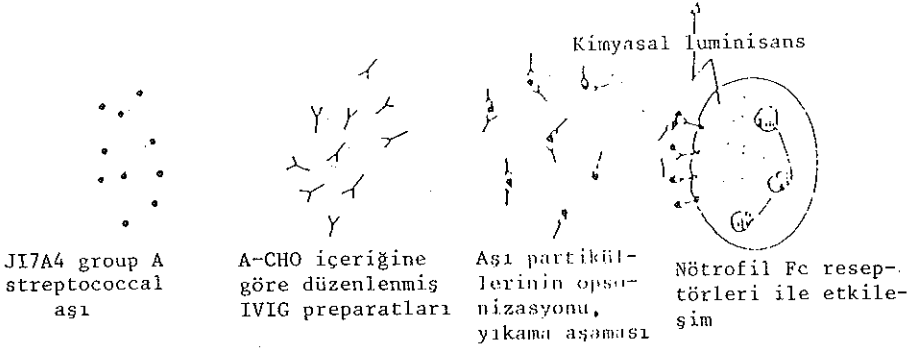 Kimyasal luminisans
JI7A4 group A
streptococcal
aşı
A-CHO içeriğine
göre düzenlenmiş
IVIG preparatları
Aşı partikül-
lerinin opsu-
nizasyonu,
yıkama aşaması
Nötrofil Fc resep-
törleri ile etkile-
şim